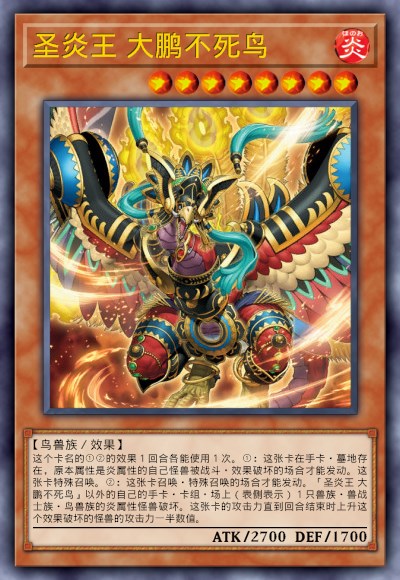 圣炎王 大鹏不死鸟
ほのお
炎
【鸟兽族／效果】
这个卡名的①②的效果１回合各能使用１次。①：这张卡在手卡・墓地存
在，原本属性是炎属性的自己怪兽被战斗・效果破坏的场合才能发动。这
张卡特殊召唤。②：这张卡召唤・特殊召唤的场合才能发动。「圣炎王 大
鹏不死鸟」以外的自己的手卡・卡组・场上（表侧表示）１只兽族・兽战
士族・鸟兽族的炎属性怪兽破坏。这张卡的攻击力直到回合结束时上升这
个效果破坏的怪兽的攻击力一半数值。
ATK/2700 DEF/1700